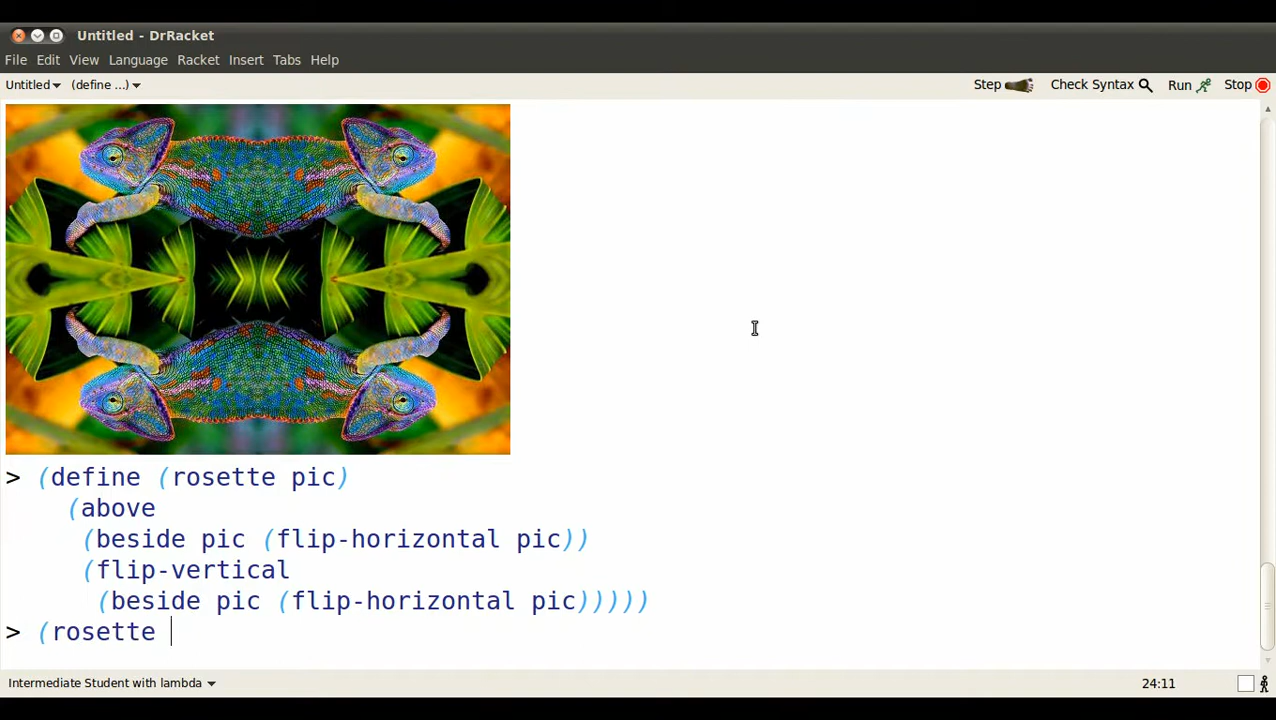 Untitled - DrRacket
File Edit View Language Racket Insert Tabs Help
Untitled (define ...) Step Check Syntax Run Stop
> (define (rosette pic)
(above
(beside pic (flip-horizontal pic))
(flip-vertical
(beside pic (flip-horizontal pic)))))
> (rosette
Intermediate Student with lambda 24:11